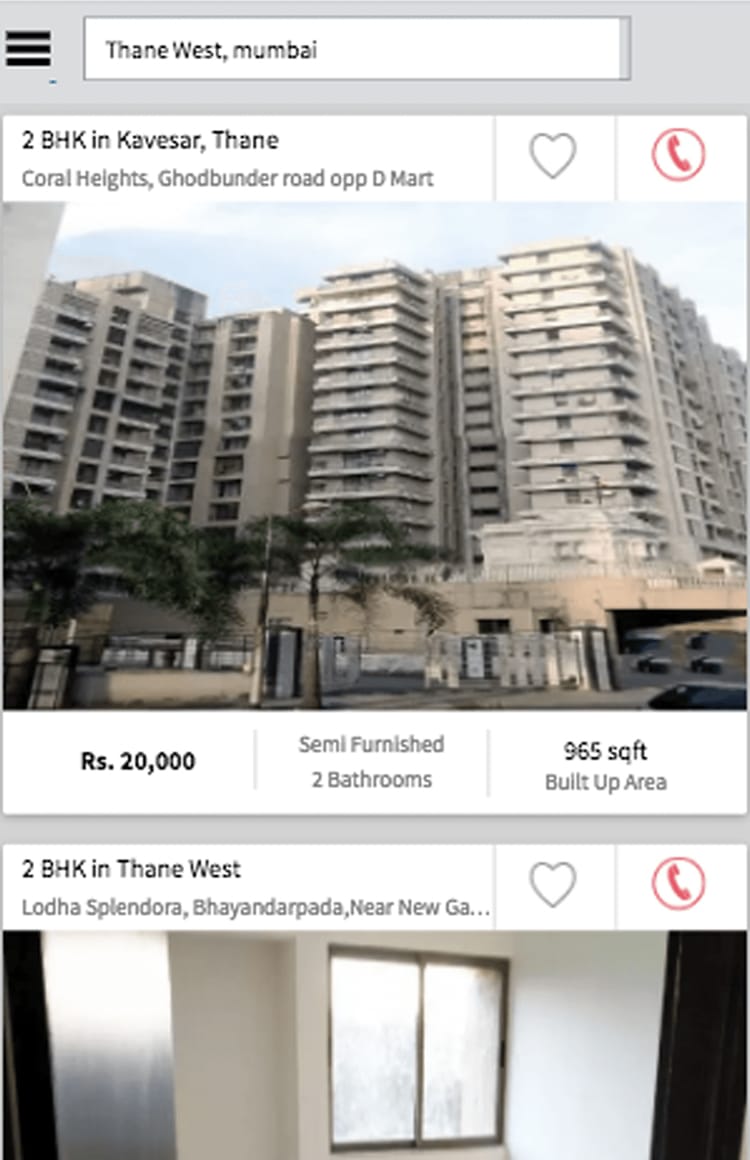 Thane West, mumbai
2 BHK in Kavesar, Thane
Coral Heights, Ghodbunder road opp D Mart
Rs. 20,000
Semi Furnished
2 Bathrooms
965 sqft
Built Up Area
2 BHK in Thane West
Lodha Splendora, Bhayandarpada,Near New Ga...